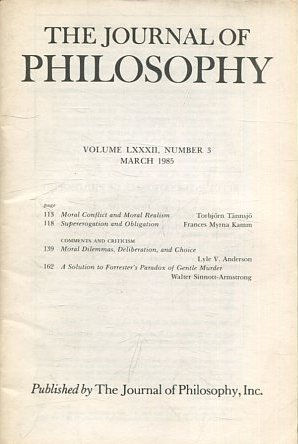 THE JOURNAL OF
PHILOSOPHY
VOLUME LXXXII, NUMBER 3
MARCH 1985
page
113 Moral Conflict and Moral Realism Torbjörn Tännsjö
118 Supererogation and Obligation Frances Myrna Kamm
COMMENTS AND CRITICISM
139 Moral Dilemmas, Deliberation, and Choice
Lyle V. Anderson
162 A Solution to Forrester's Paradox of Gentle Murder
Walter Sinnott-Armstrong
Published by The Journal of Philosophy, Inc.